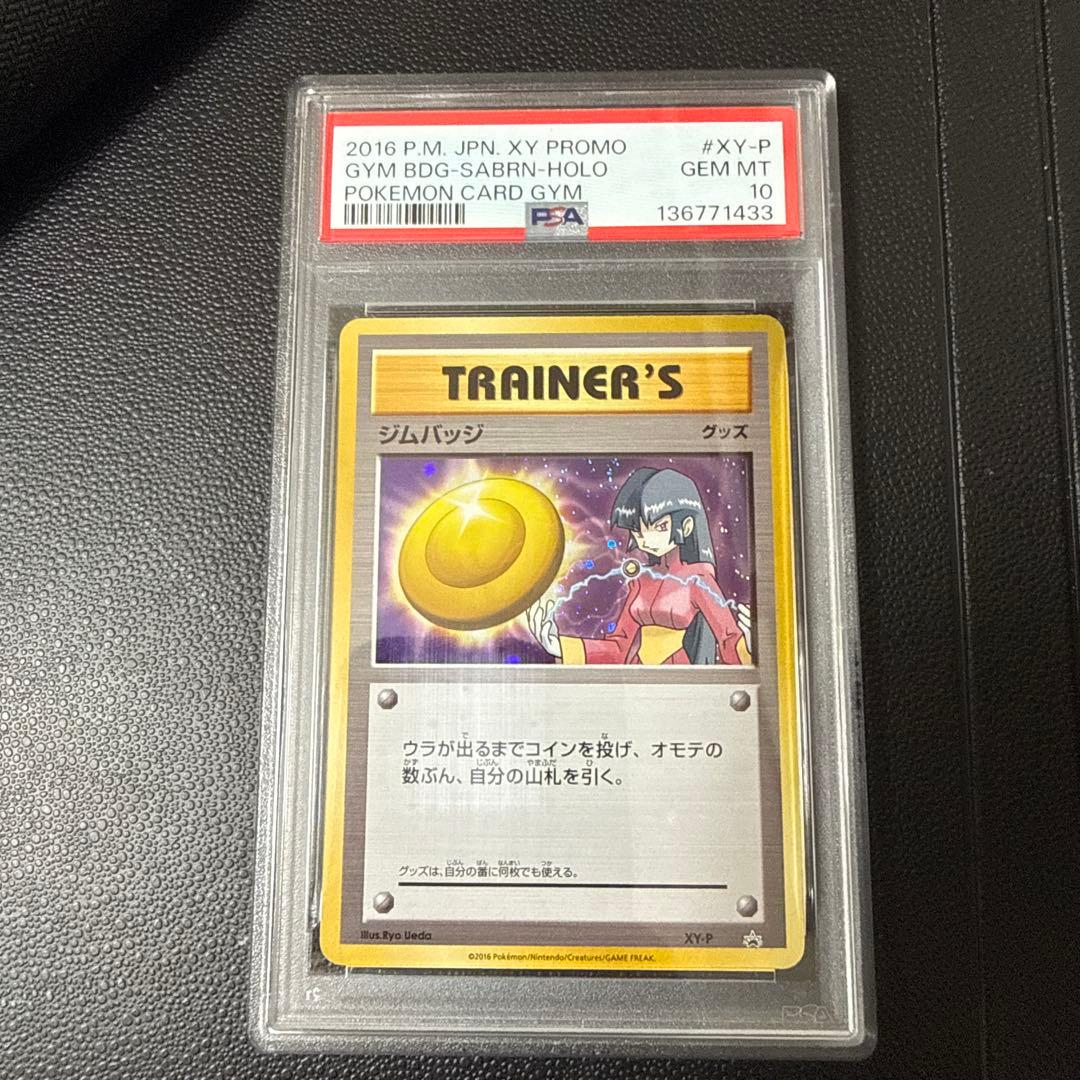 2016 P.M. JPN. XY PROMO #XY-P
GYM BDG-SABRN-HOLO GEM MT
POKEMON CARD GYM 10
PSA 136771433
TRAINER'S
ジムバッジ グッズ
ウラが出るまでコインを投げ、オモテの
数ぶん、自分の山札を引く。
グッズは、自分の番に何枚でも使える。
Illus.Ryo Ueda XY-P
©2016 Pokémon/Nintendo/Creatures/GAME FREAK.
PSA